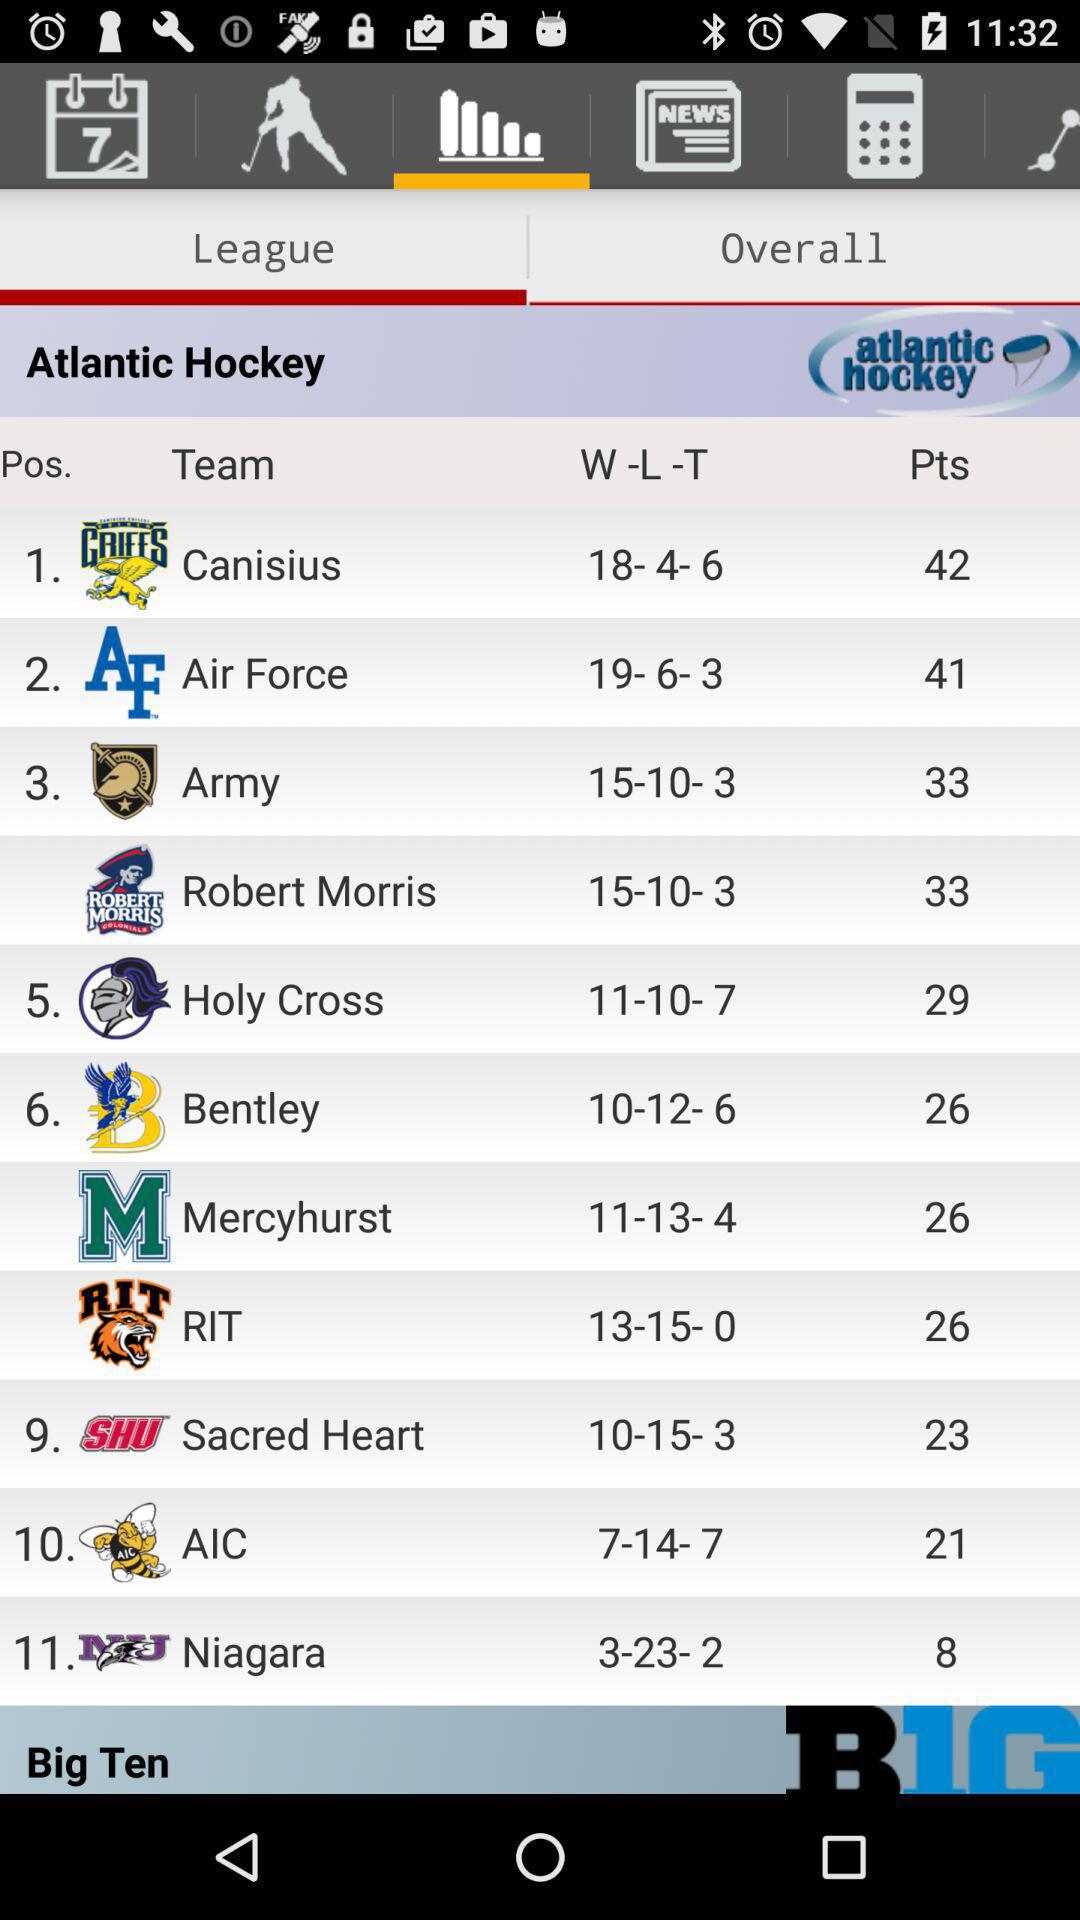 FAKE 11:32
7 NEWS
League Overall
Atlantic Hockey atlantic hockey
Pos. Team W -L -T Pts
1. GRIFFS Canisius 18- 4- 6 42
2. AF Air Force 19- 6- 3 41
3. Army 15-10- 3 33
ROBERT MORRIS COLONIALS Robert Morris 15-10- 3 33
5. Holy Cross 11-10- 7 29
6. B Bentley 10-12- 6 26
M Mercyhurst 11-13- 4 26
RIT RIT 13-15- 0 26
9. SHU Sacred Heart 10-15- 3 23
10. AIC AIC 7-14- 7 21
11. NU Niagara 3-23- 2 8
Big Ten B1G